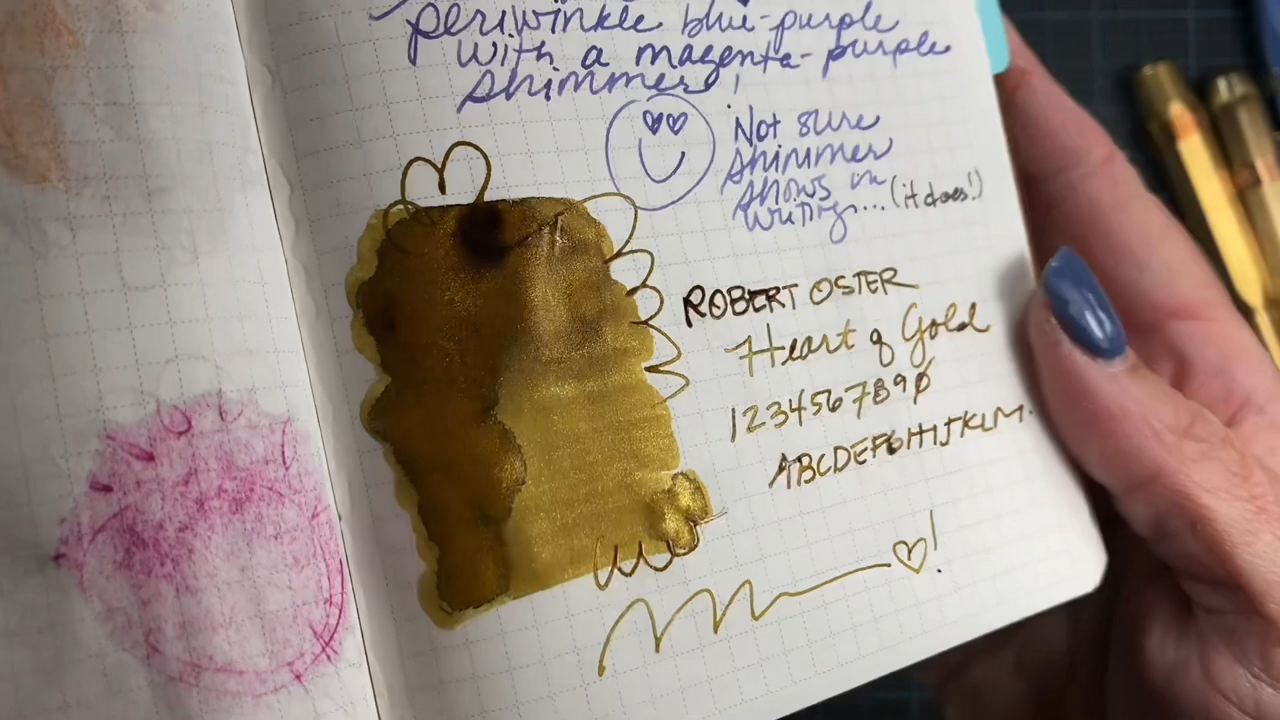 periwinkle blue-purple
with a magenta-purple
shimmer!
Not sure
shimmer
shows in
writing... (it does!)
ROBERT OSTER
Heart of Gold
1234567890
ABCDEFGHIJKLM.